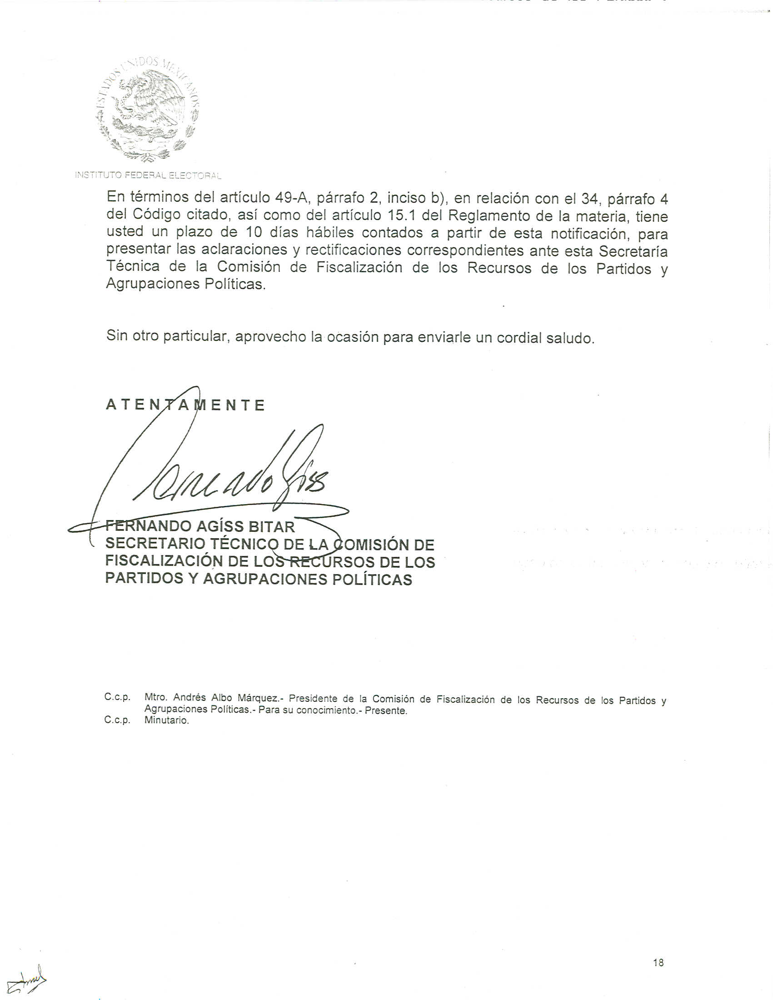 ESTADOS UNIDOS MEXICANOS
INSTITUTO FEDERAL ELECTORAL
En términos del artículo 49-A, párrafo 2, inciso b), en relación con el 34, párrafo 4
del Código citado, así como del artículo 15.1 del Reglamento de la materia, tiene
usted un plazo de 10 días hábiles contados a partir de esta notificación, para
presentar las aclaraciones y rectificaciones correspondientes ante esta Secretaría
Técnica de la Comisión de Fiscalización de los Recursos de los Partidos y
Agrupaciones Políticas.
Sin otro particular, aprovecho la ocasión para enviarle un cordial saludo.
A T E N T A M E N T E
FERNANDO AGÍSS BITAR
SECRETARIO TÉCNICO DE LA COMISIÓN DE
FISCALIZACIÓN DE LOS RECURSOS DE LOS
PARTIDOS Y AGRUPACIONES POLÍTICAS
C.c.p. Mtro. Andrés Albo Márquez.- Presidente de la Comisión de Fiscalización de los Recursos de los Partidos y
Agrupaciones Políticas.- Para su conocimiento.- Presente.
C.c.p. Minutario.
18